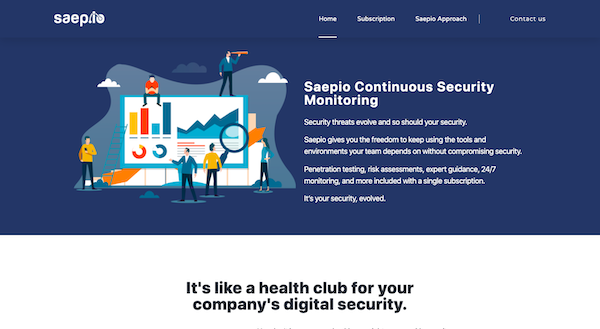 saepio
Home Subscription Saepio Approach Contact us
Saepio Continuous Security
Monitoring
Security threats evolve and so should your security.
Saepio gives you the freedom to keep using the tools and
environments your team depends on without compromising security.
Penetration testing, risk assessments, expert guidance, 24/7
monitoring, and more included with a single subscription.
It's your security, evolved.
It's like a health club for your
company's digital security.